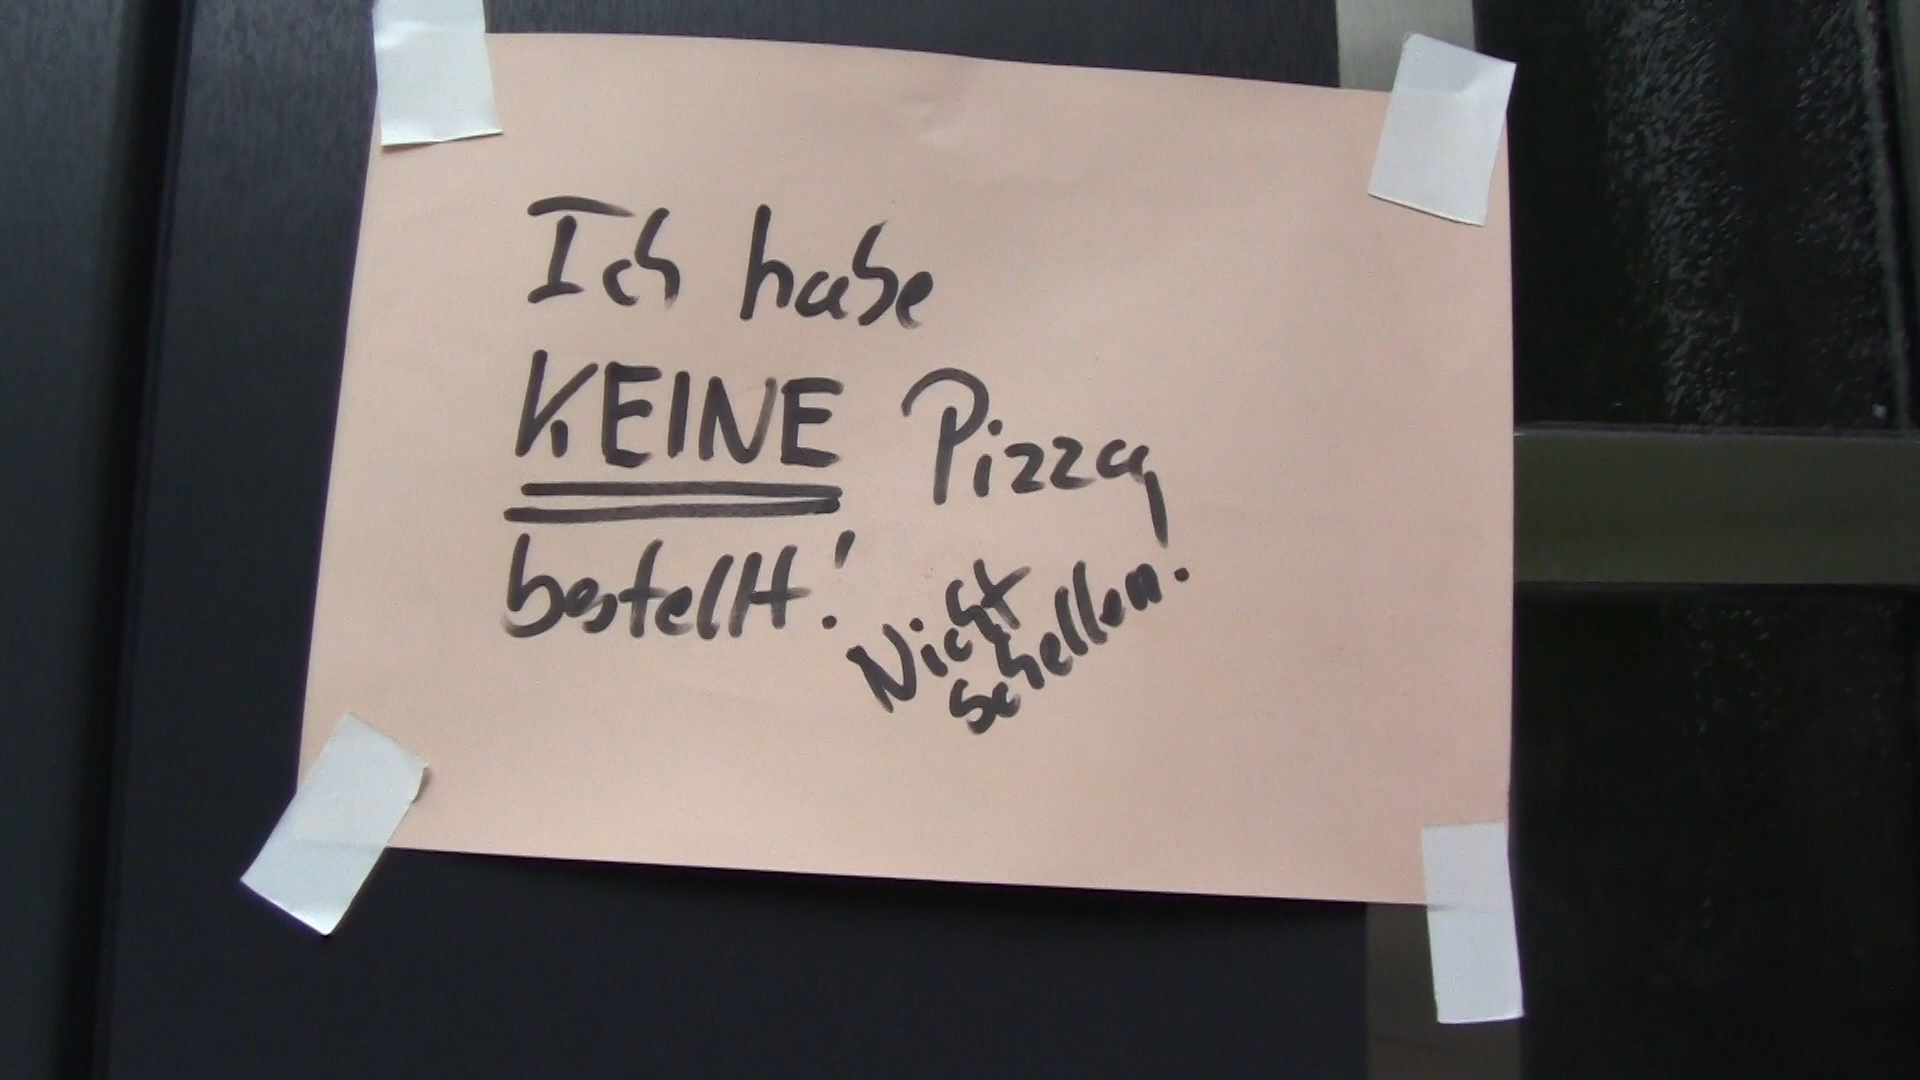 Ich habe
KEINE Pizza
bestellt!
Nicht
schellen.